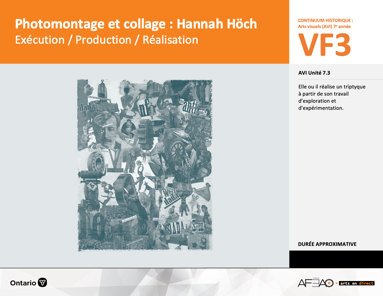 Photomontage et collage : Hannah Höch
Exécution / Production / Réalisation
CONTINUUM HISTORIQUE :
Arts visuels (AVI) 7e année
VF3
AVI Unité 7.3
Elle ou il réalise un triptyque
à partir de son travail
d'exploration et
d'expérimentation.
DURÉE APPROXIMATIVE
Ontario
arts en direct